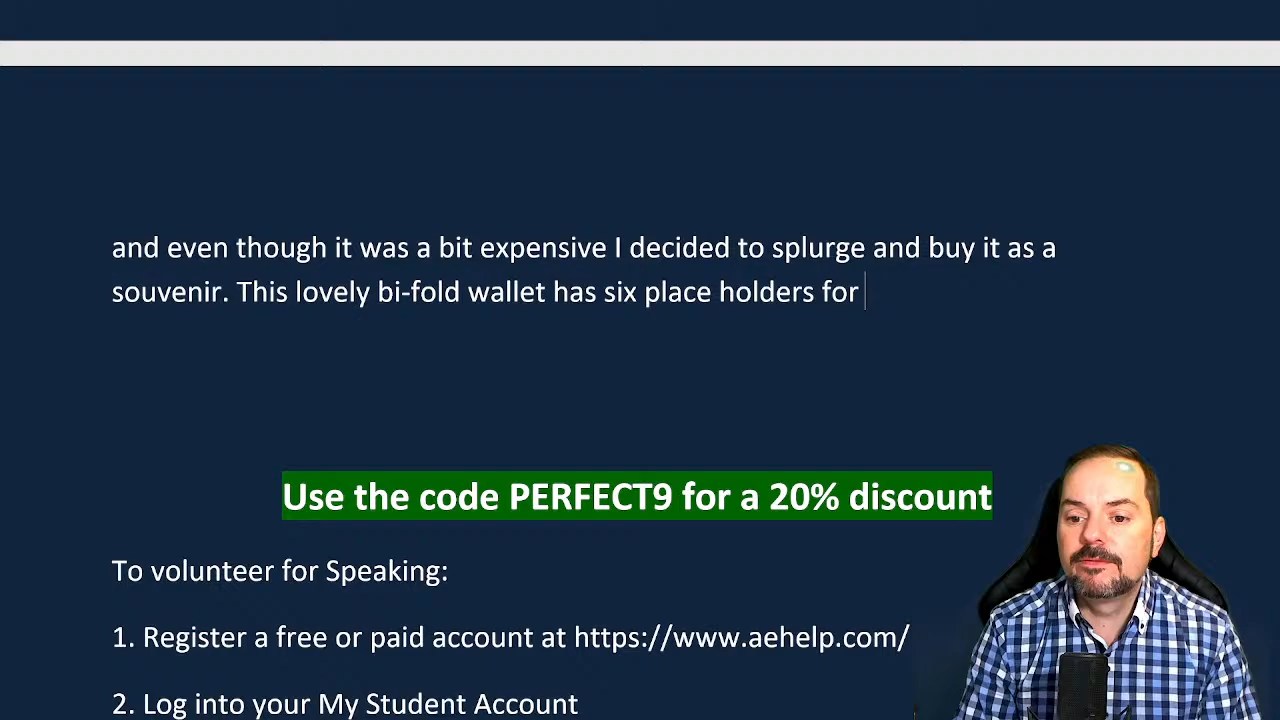 and even though it was a bit expensive I decided to splurge and buy it as a
souvenir. This lovely bi-fold wallet has six place holders for
Use the code PERFECT9 for a 20% discount
To volunteer for Speaking:
1. Register a free or paid account at https://www.aehelp.com/
2. Log into your My Student Account